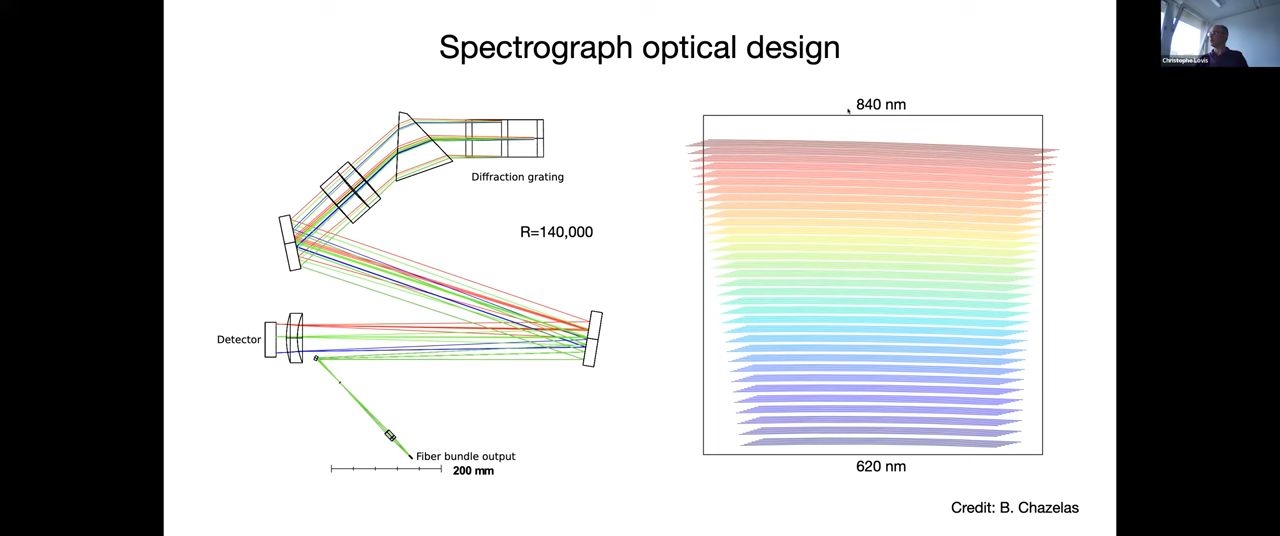 Spectrograph optical design
Christophe Lovis
840 nm
Diffraction grating
R=140,000
Detector
Fiber bundle output
200 mm
620 nm
Credit: B. Chazelas